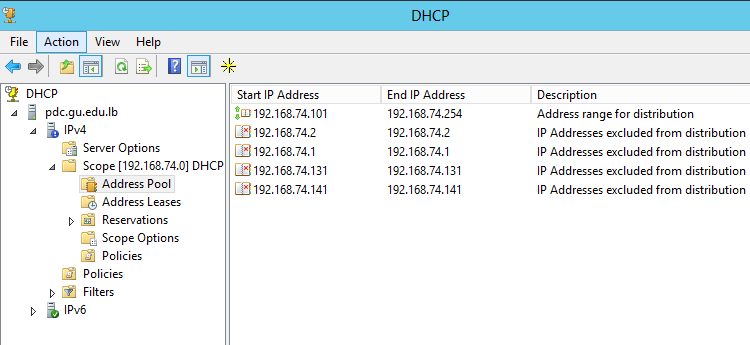 DHCP
File Action View Help
DHCP
pdc.gu.edu.lb
IPv4
Server Options
Scope [192.168.74.0] DHCP
Address Pool
Address Leases
Reservations
Scope Options
Policies
Policies
Filters
IPv6
Start IP Address End IP Address Description
192.168.74.101 192.168.74.254 Address range for distribution
192.168.74.2 192.168.74.2 IP Addresses excluded from distribution
192.168.74.1 192.168.74.1 IP Addresses excluded from distribution
192.168.74.131 192.168.74.131 IP Addresses excluded from distribution
192.168.74.141 192.168.74.141 IP Addresses excluded from distribution